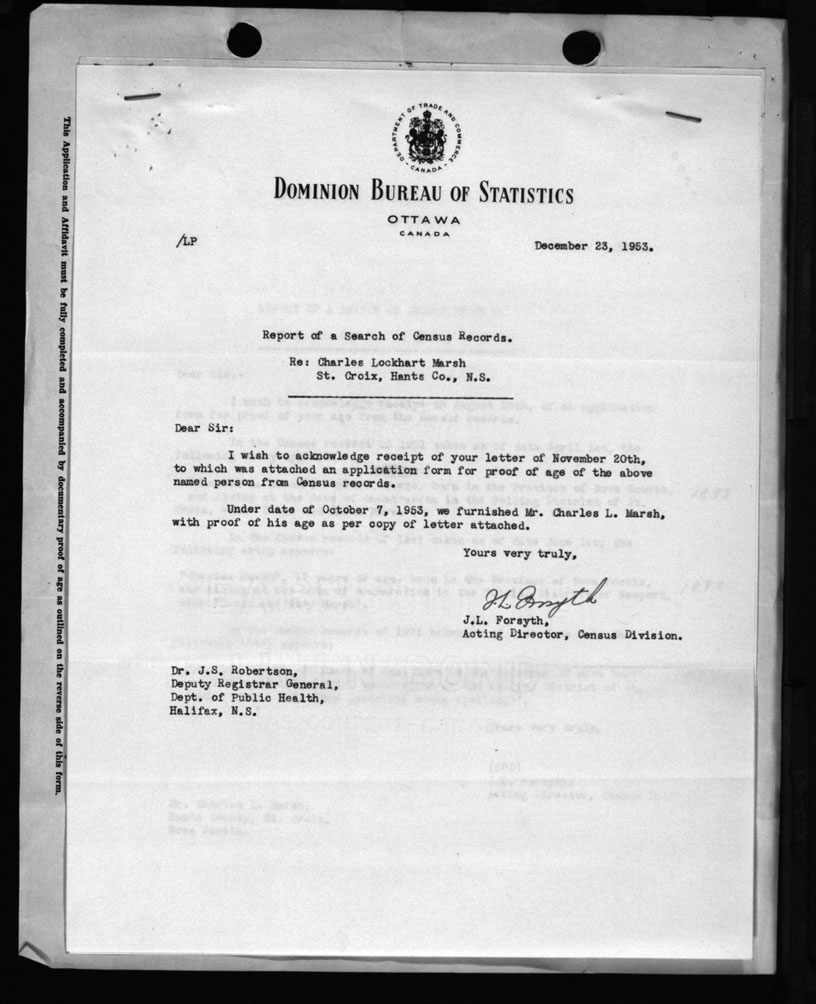 DEPARTMENT OF TRADE AND COMMERCE
CANADA
DOMINION BUREAU OF STATISTICS
OTTAWA
CANADA
/LP
December 23, 1953.
Report of a Search of Census Records.
Re: Charles Lockhart Marsh
St. Croix, Hants Co., N.S.
Dear Sir:
I wish to acknowledge receipt of your letter of November 20th,
to which was attached an application form for proof of age of the above
named person from Census records.
Under date of October 7, 1953, we furnished Mr. Charles L. Marsh,
with proof of his age as per copy of letter attached.
Yours very truly,
JL Forsyth
J.L. Forsyth,
Acting Director, Census Division.
Dr. J.S. Robertson,
Deputy Registrar General,
Dept. of Public Health,
Halifax, N.S.
This Application and Affidavit must be fully completed and accompanied by documentary proof of age as outlined on the reverse side of this form.